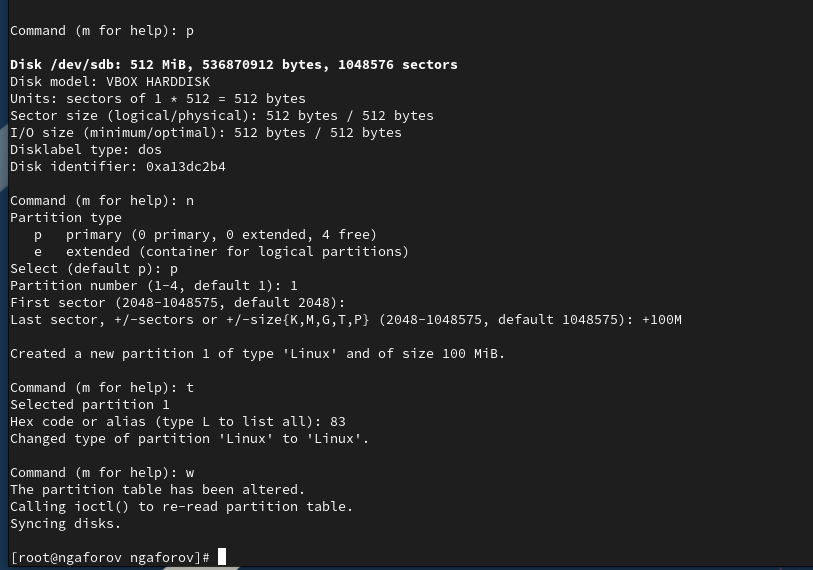 Command (m for help): p
Disk /dev/sdb: 512 MiB, 536870912 bytes, 1048576 sectors
Disk model: VBOX HARDDISK
Units: sectors of 1 * 512 = 512 bytes
Sector size (logical/physical): 512 bytes / 512 bytes
I/O size (minimum/optimal): 512 bytes / 512 bytes
Disklabel type: dos
Disk identifier: 0xa13dc2b4
Command (m for help): n
Partition type
   p   primary (0 primary, 0 extended, 4 free)
   e   extended (container for logical partitions)
Select (default p): p
Partition number (1-4, default 1): 1
First sector (2048-1048575, default 2048):
Last sector, +/-sectors or +/-size{K,M,G,T,P} (2048-1048575, default 1048575): +100M
Created a new partition 1 of type 'Linux' and of size 100 MiB.
Command (m for help): t
Selected partition 1
Hex code or alias (type L to list all): 83
Changed type of partition 'Linux' to 'Linux'.
Command (m for help): w
The partition table has been altered.
Calling ioctl() to re-read partition table.
Syncing disks.
[root@ngaforov ngaforov]#